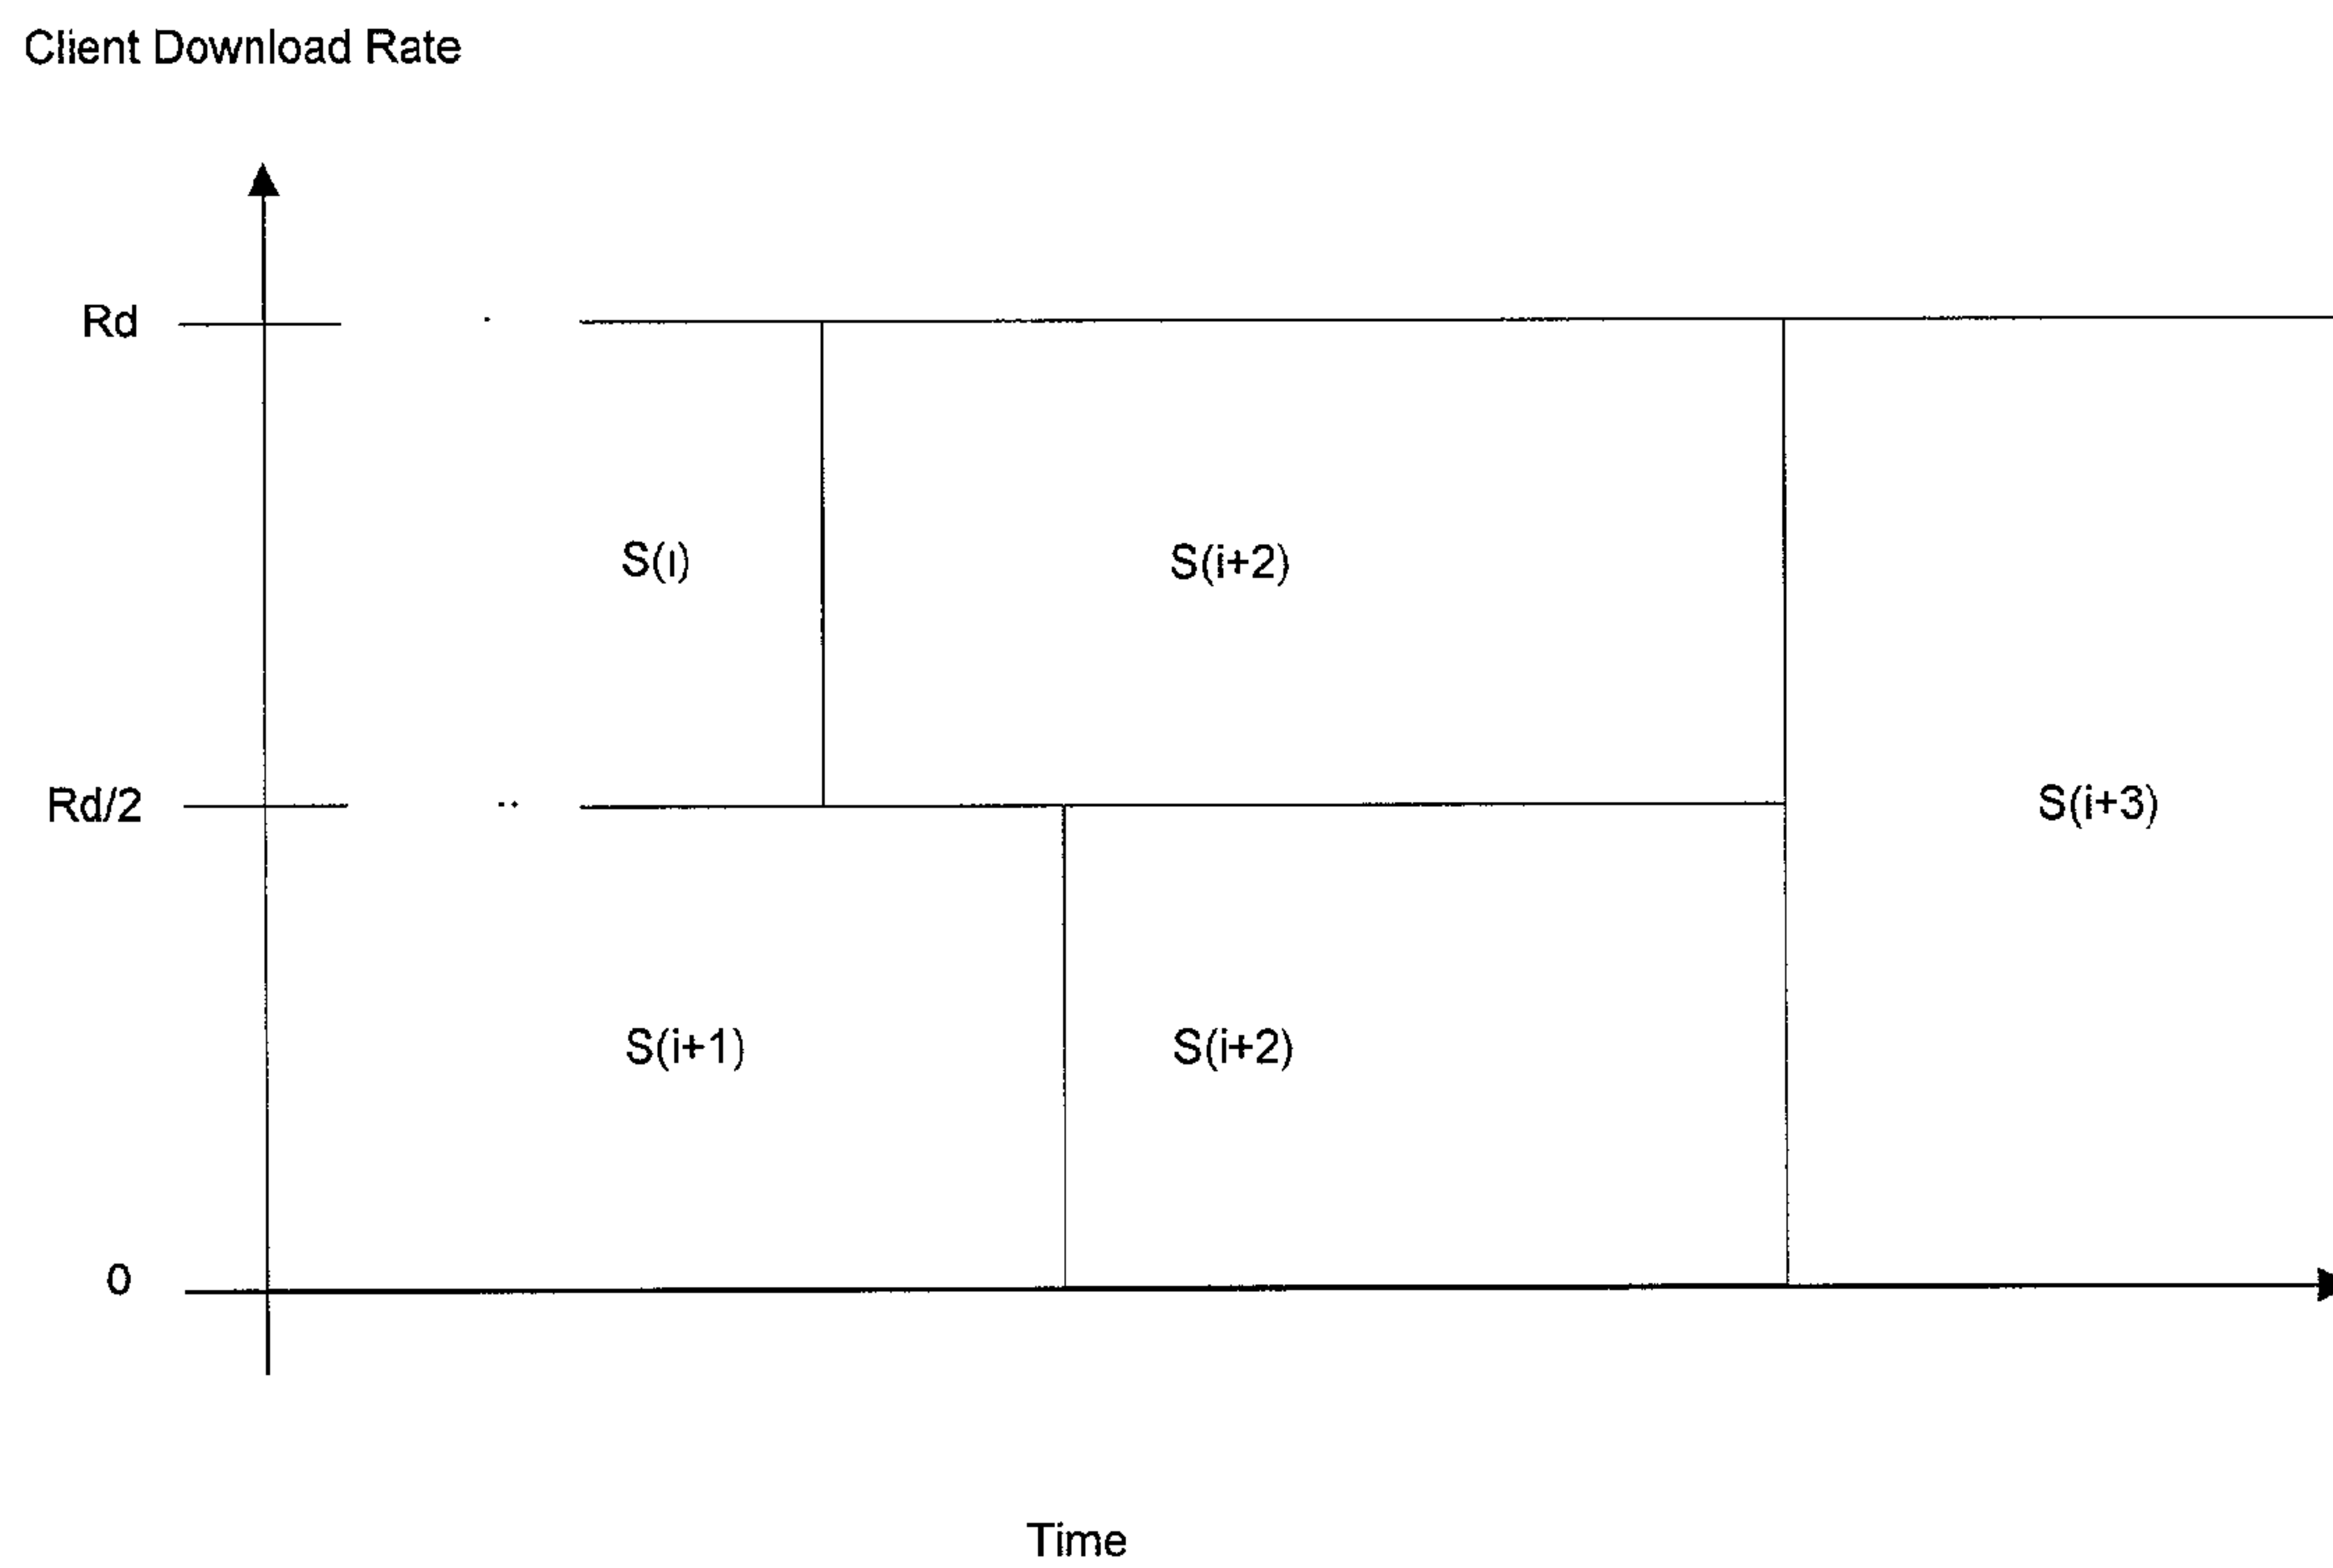 Client Download Rate
Rd
S(i)
S(i+2)
Rd/2
S(i+3)
S(i+1)
S(i+2)
0
Time